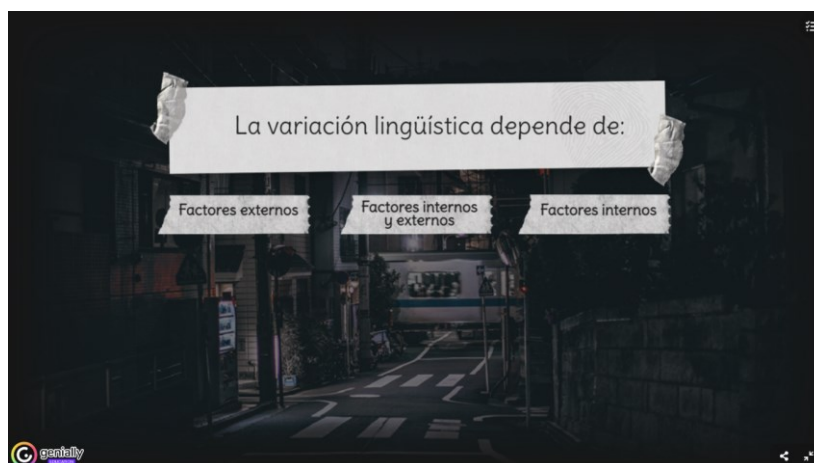 La variación lingüística depende de:
Factores externos
Factores internos
y externos
Factores internos
genially